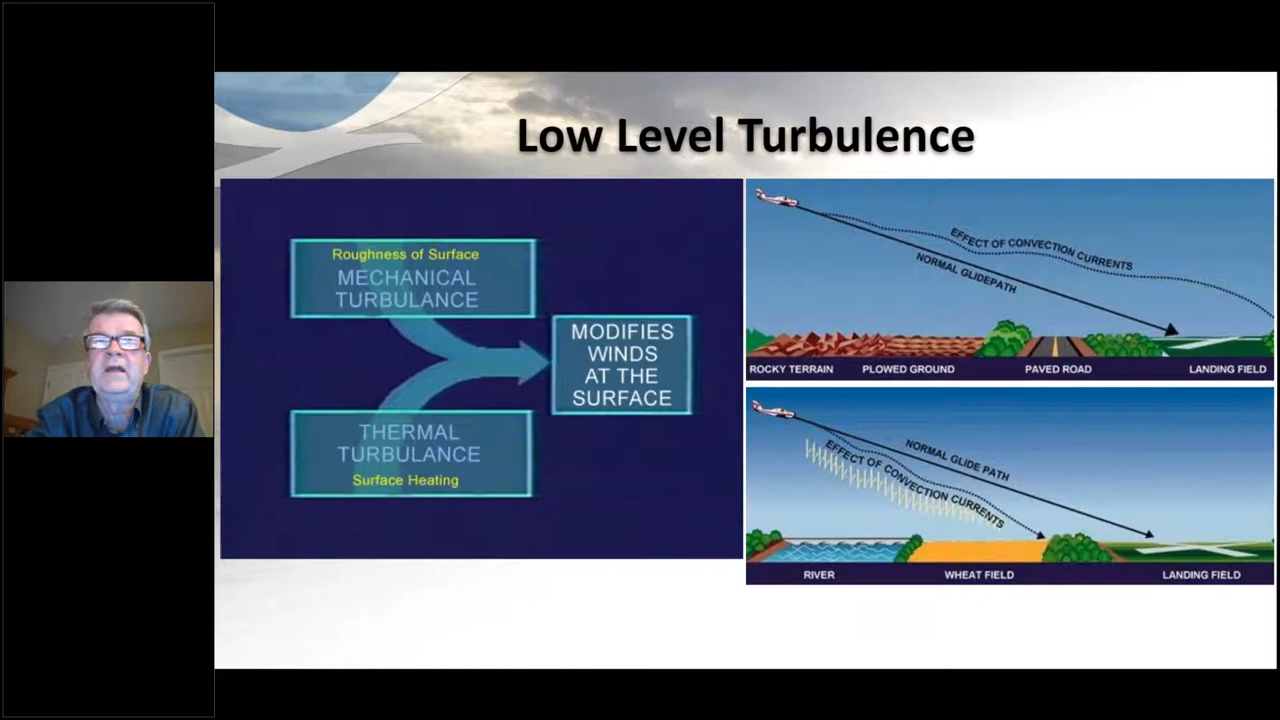 Low Level Turbulence
Roughness of Surface
MECHANICAL
TURBULANCE
THERMAL
TURBULANCE
Surface Heating
MODIFIES
WINDS
AT THE
SURFACE
EFFECT OF CONVECTION CURRENTS
NORMAL GLIDEPATH
ROCKY TERRAIN PLOWED GROUND PAVED ROAD LANDING FIELD
NORMAL GLIDE PATH
EFFECT OF CONVECTION CURRENTS
RIVER WHEAT FIELD LANDING FIELD